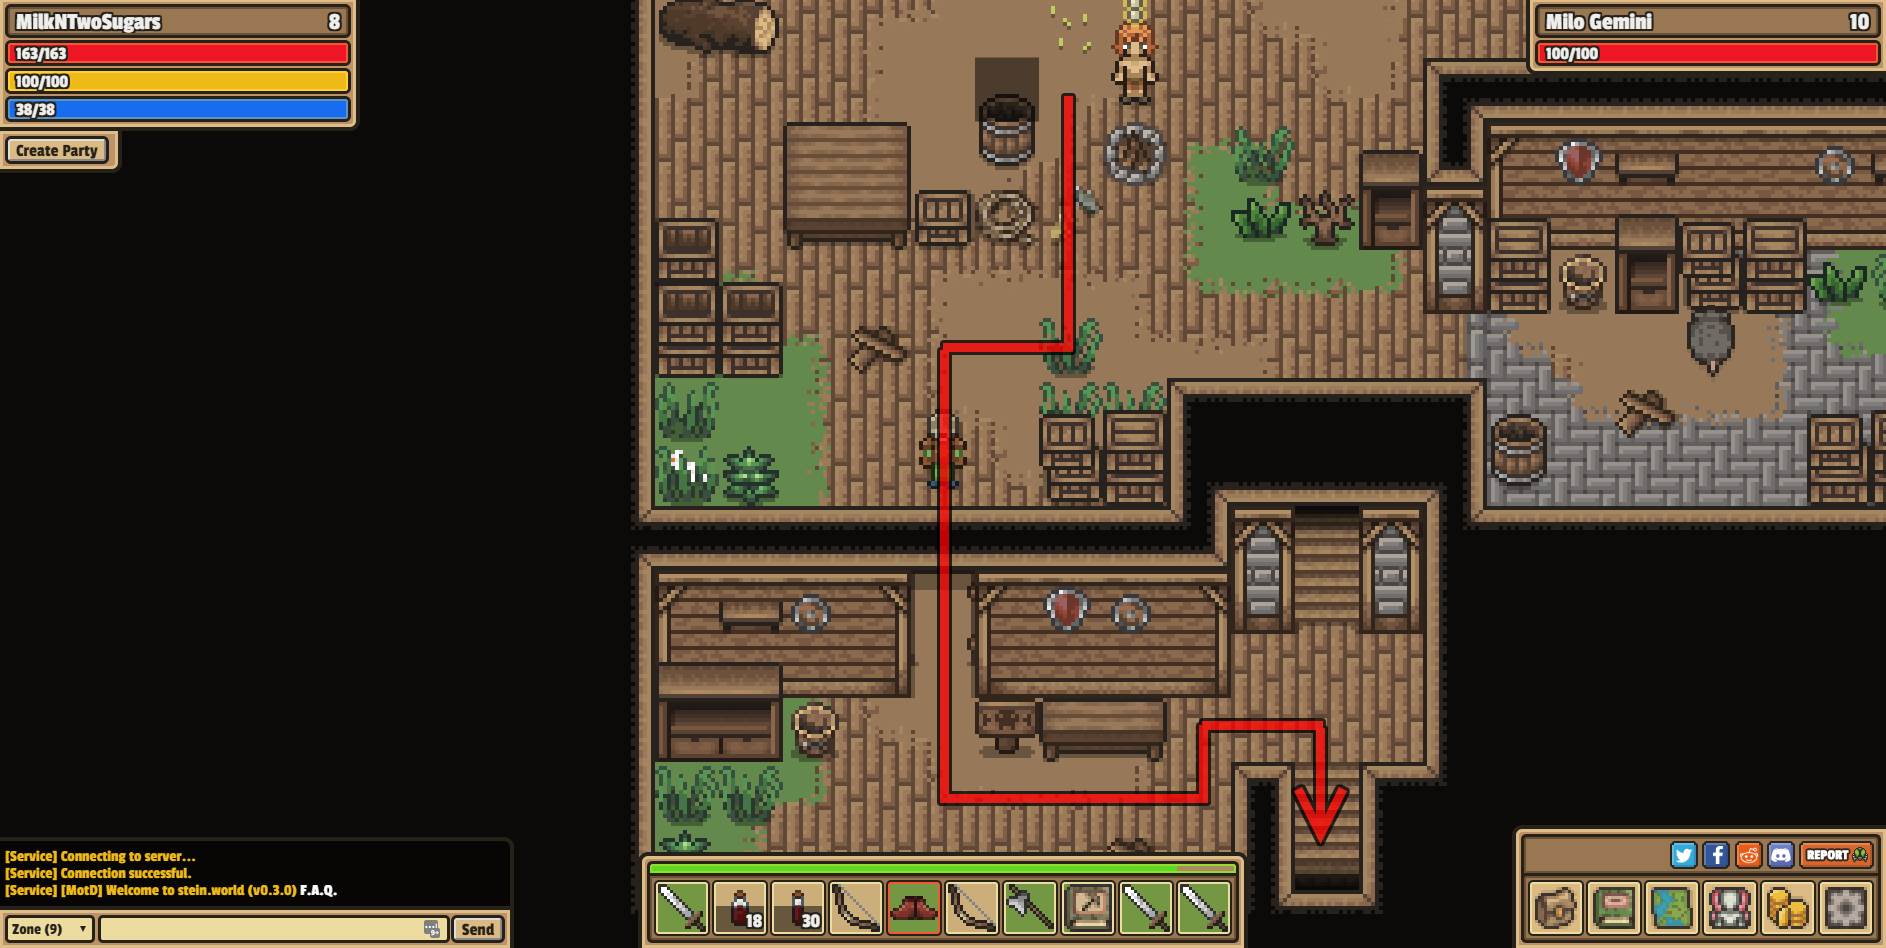 MilkNTwoSugars 8
163/163
100/100
38/38
Create Party
Milo Gemini 10
100/100
[Service] Connecting to server...
[Service] Connection successful.
[Service] [MotD] Welcome to stein.world (v0.3.0) F.A.Q.
Zone (9) Send
18 30
REPORT